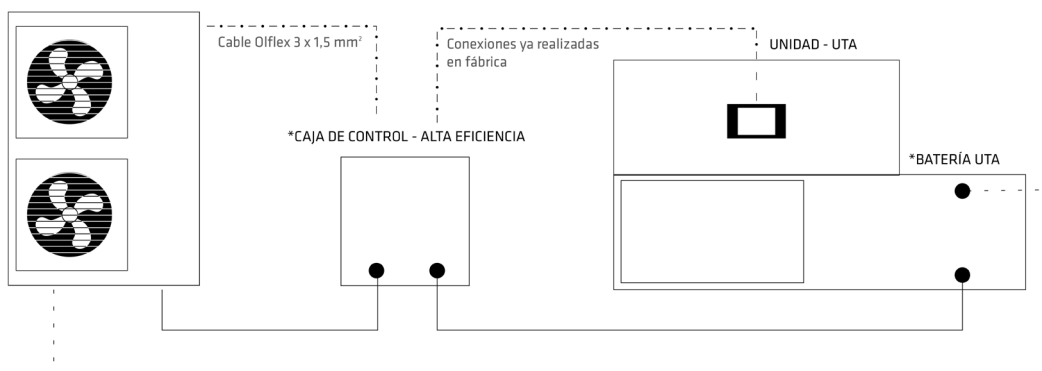 Cable Olflex 3 x 1,5 mm²
Conexiones ya realizadas
en fábrica
UNIDAD - UTA
*CAJA DE CONTROL - ALTA EFICIENCIA
*BATERÍA UTA